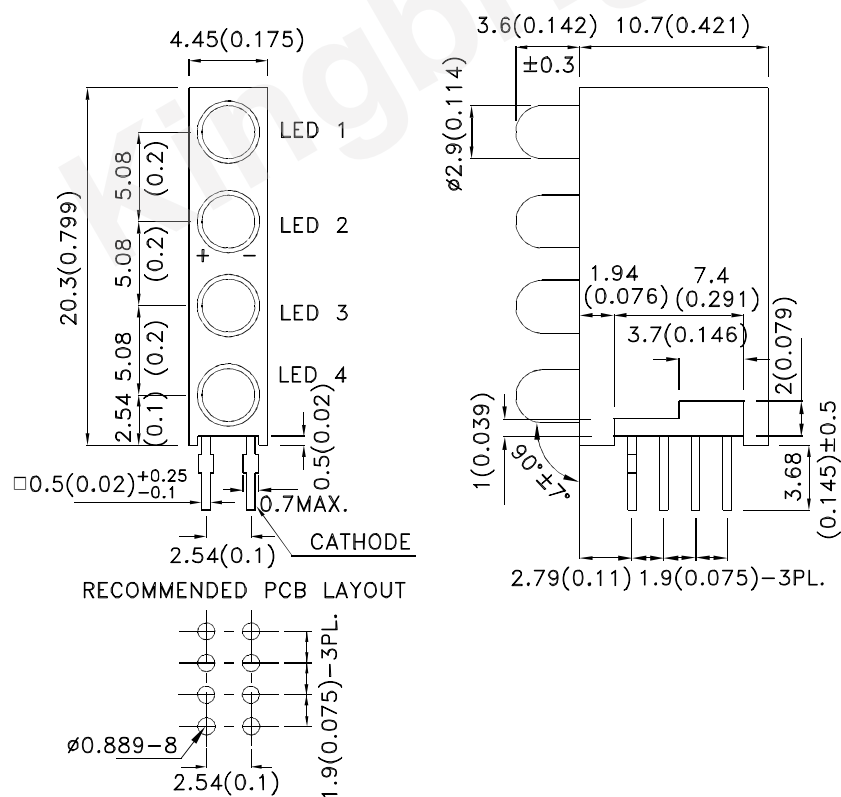 4.45(0.175)
3.6(0.142)
10.7(0.421)
±0.3
ø2.9(0.114)
LED 1
LED 2
LED 3
LED 4
+ −
20.3(0.799)
5.08
(0.2)
5.08
(0.2)
5.08
(0.2)
2.54
(0.1)
1.94
(0.076)
7.4
(0.291)
3.7(0.146)
2(0.079)
1(0.039)
90°±7°
3.68
(0.145)±0.5
0.5(0.02)
□0.5(0.02)+0.25
−0.1
0.7MAX.
CATHODE
2.54(0.1)
2.79(0.11)
1.9(0.075)−3PL.
RECOMMENDED PCB LAYOUT
1.9(0.075)−3PL.
ø0.889−8
2.54(0.1)